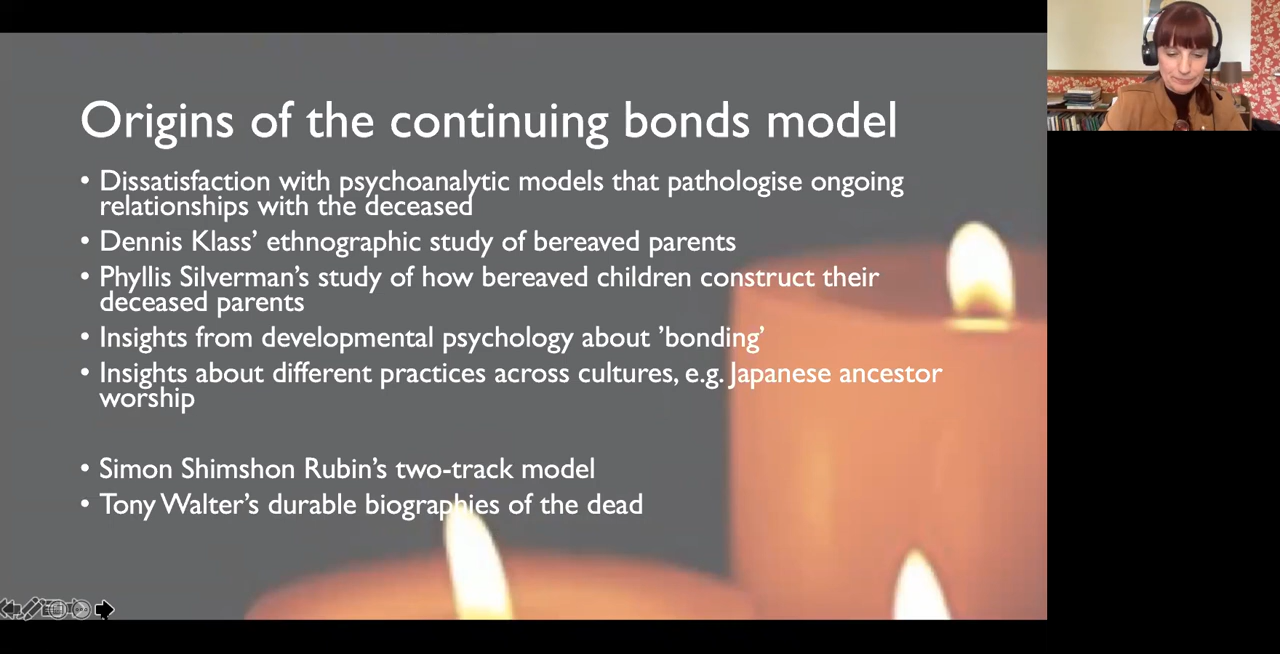 Origins of the continuing bonds model
• Dissatisfaction with psychoanalytic models that pathologise ongoing
relationships with the deceased
• Dennis Klass’ ethnographic study of bereaved parents
• Phyllis Silverman’s study of how bereaved children construct their
deceased parents
• Insights from developmental psychology about ’bonding’
• Insights about different practices across cultures, e.g. Japanese ancestor
worship
• Simon Shimshon Rubin’s two-track model
• Tony Walter’s durable biographies of the dead